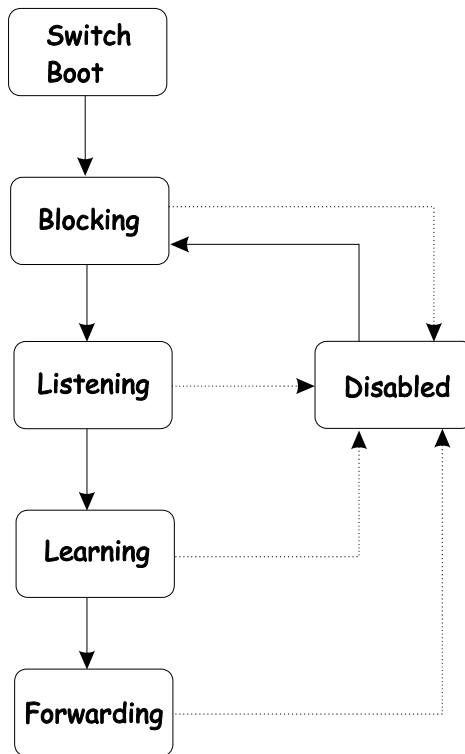 Switch
Boot
Blocking
Listening
Disabled
Learning
Forwarding